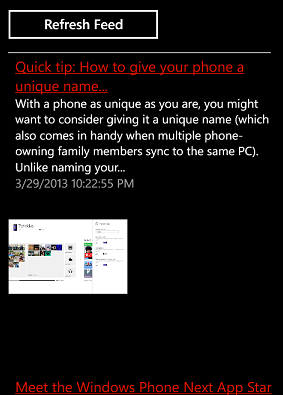 Refresh Feed
Quick tip: How to give your phone a
unique name...
With a phone as unique as you are, you might
want to consider giving it a unique name (which
also comes in handy when multiple phone-
owning family members sync to the same PC).
Unlike naming your...
3/29/2013 10:22:55 PM
Meet the Windows Phone Next App Star